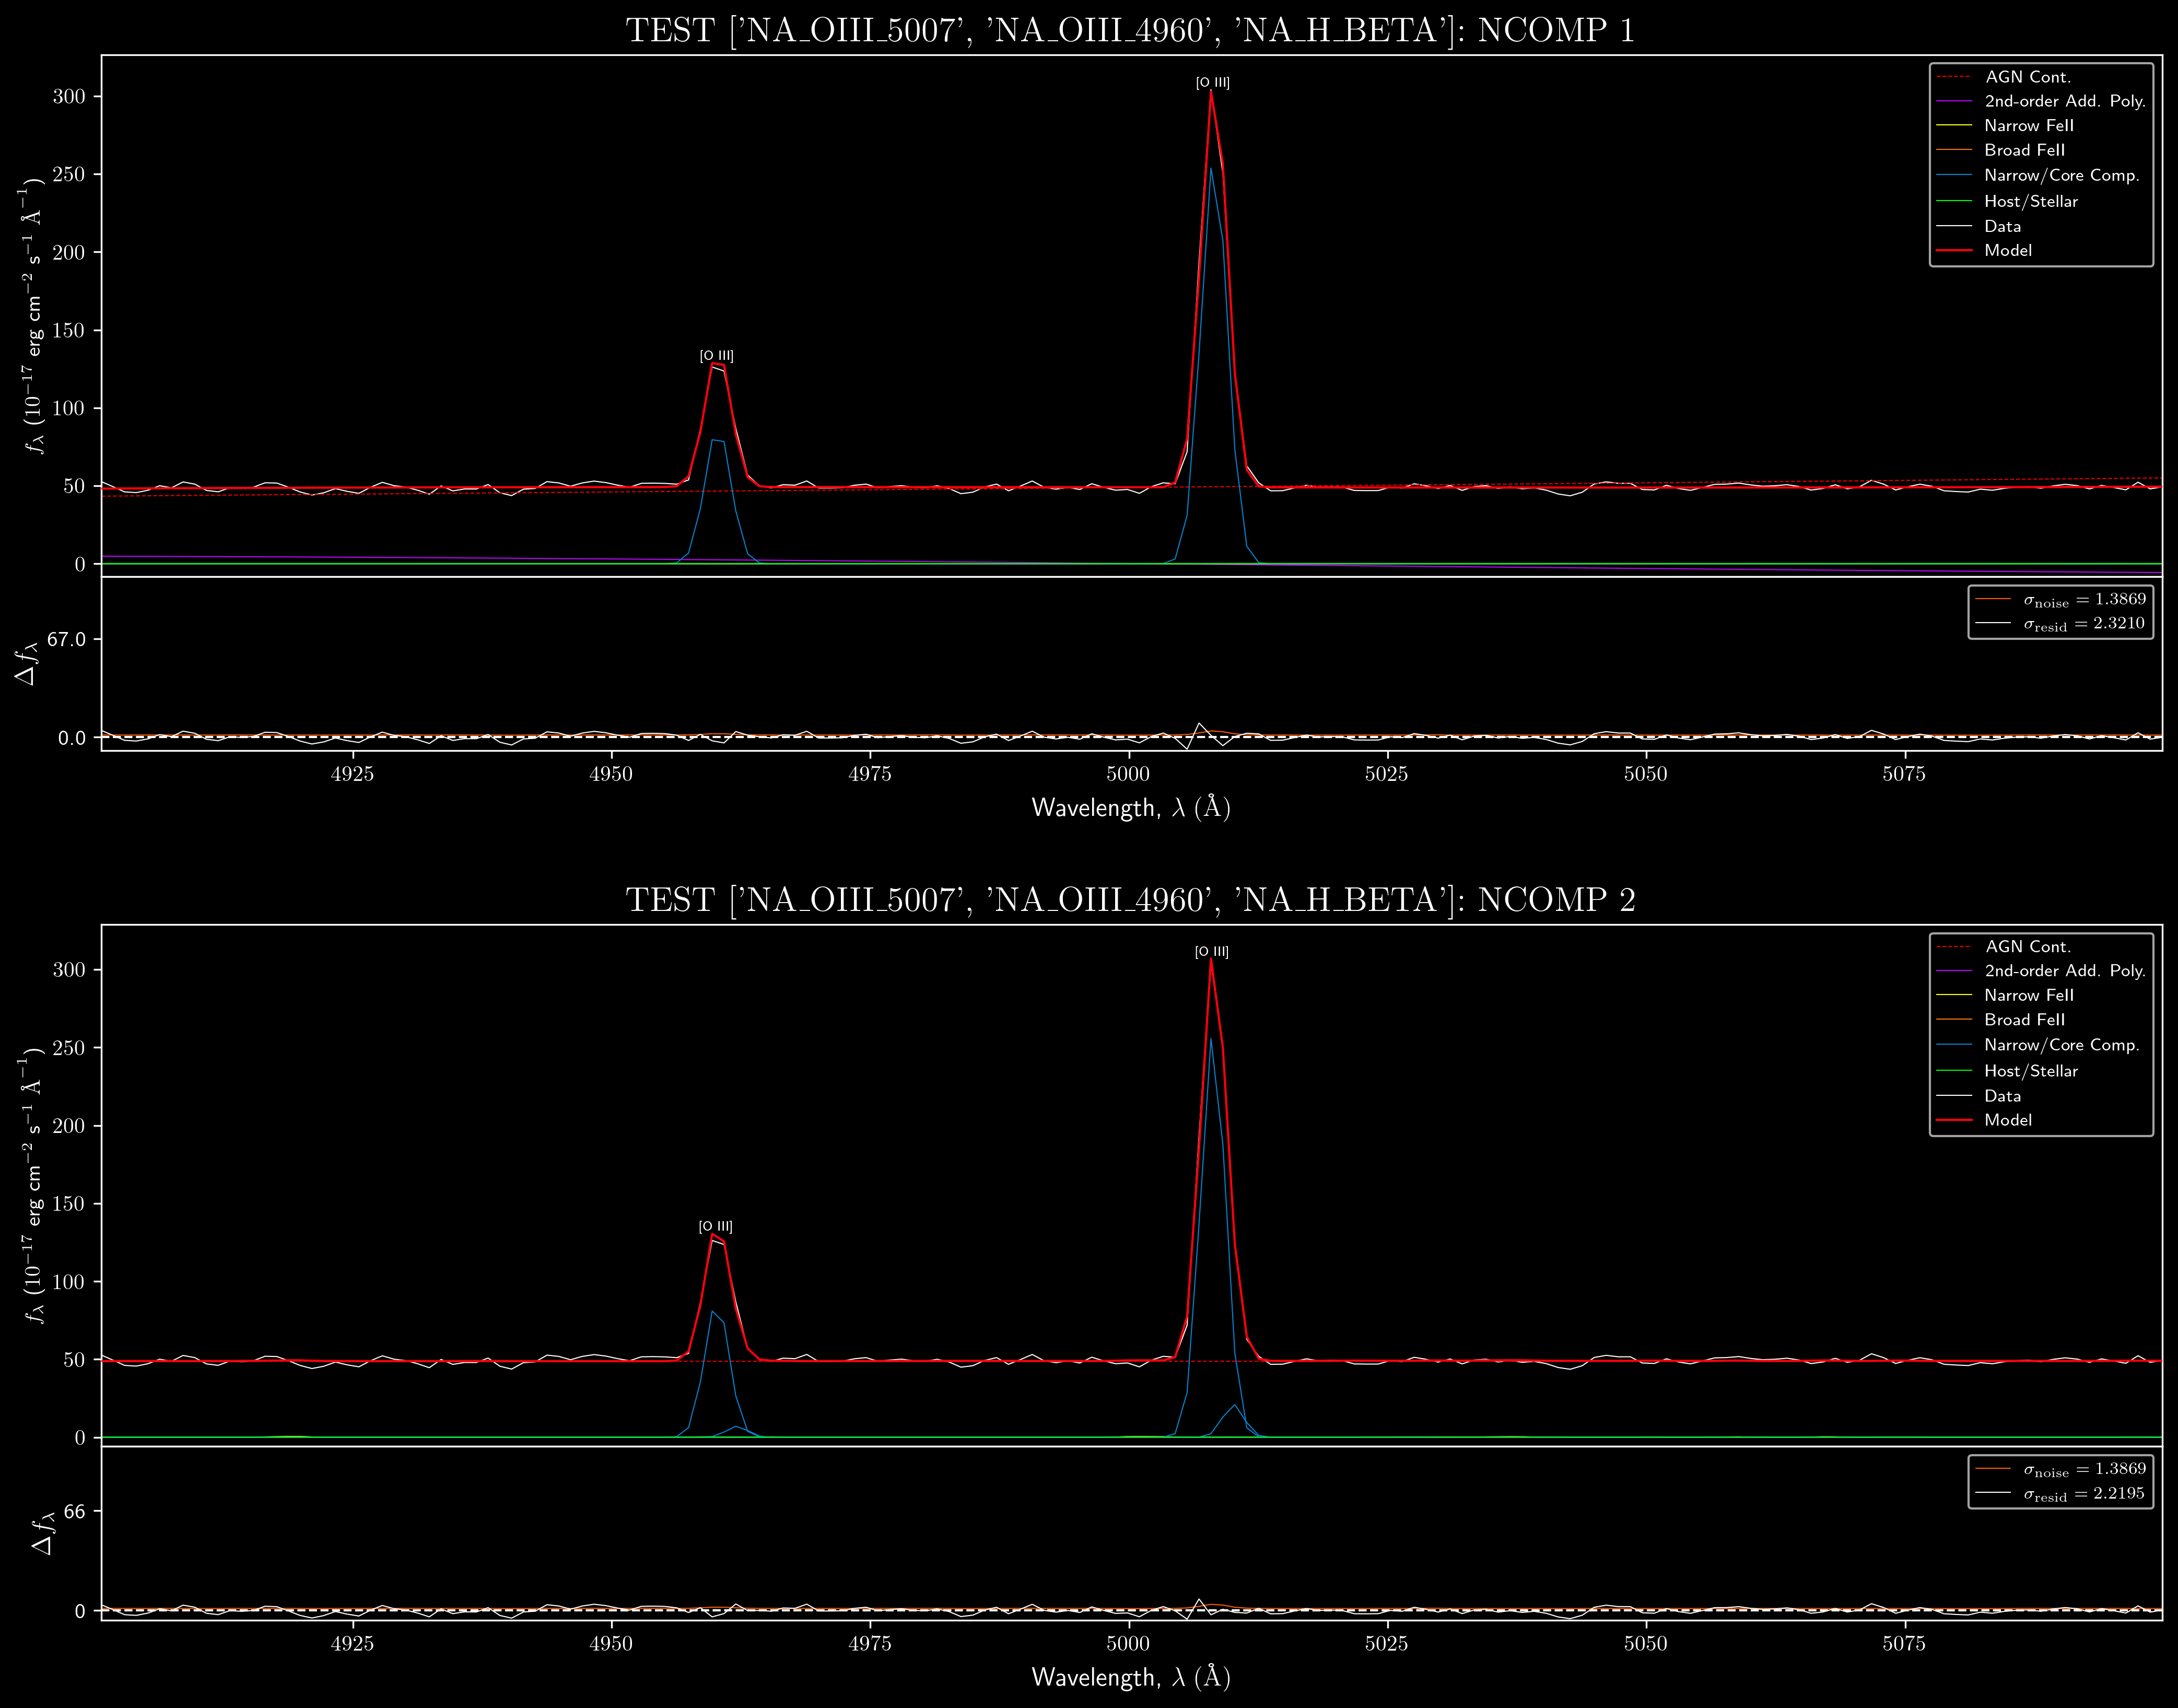 TEST ['NA_OIII_5007', 'NA_OIII_4960', 'NA_H_BETA']: NCOMP 1
[O III]
[O III]
AGN Cont.
2nd-order Add. Poly.
Narrow FeII
Broad FeII
Narrow/Core Comp.
Host/Stellar
Data
Model
300
250
200
150
100
50
0
f_λ (10^−17 erg cm^−2 s^−1 Å^−1)
σ_noise = 1.3869
σ_resid = 2.3210
67.0
0.0
Δf_λ
4925 4950 4975 5000 5025 5050 5075
Wavelength, λ (Å)
TEST ['NA_OIII_5007', 'NA_OIII_4960', 'NA_H_BETA']: NCOMP 2
[O III]
[O III]
AGN Cont.
2nd-order Add. Poly.
Narrow FeII
Broad FeII
Narrow/Core Comp.
Host/Stellar
Data
Model
300
250
200
150
100
50
0
f_λ (10^−17 erg cm^−2 s^−1 Å^−1)
σ_noise = 1.3869
σ_resid = 2.2195
66
0
Δf_λ
4925 4950 4975 5000 5025 5050 5075
Wavelength, λ (Å)